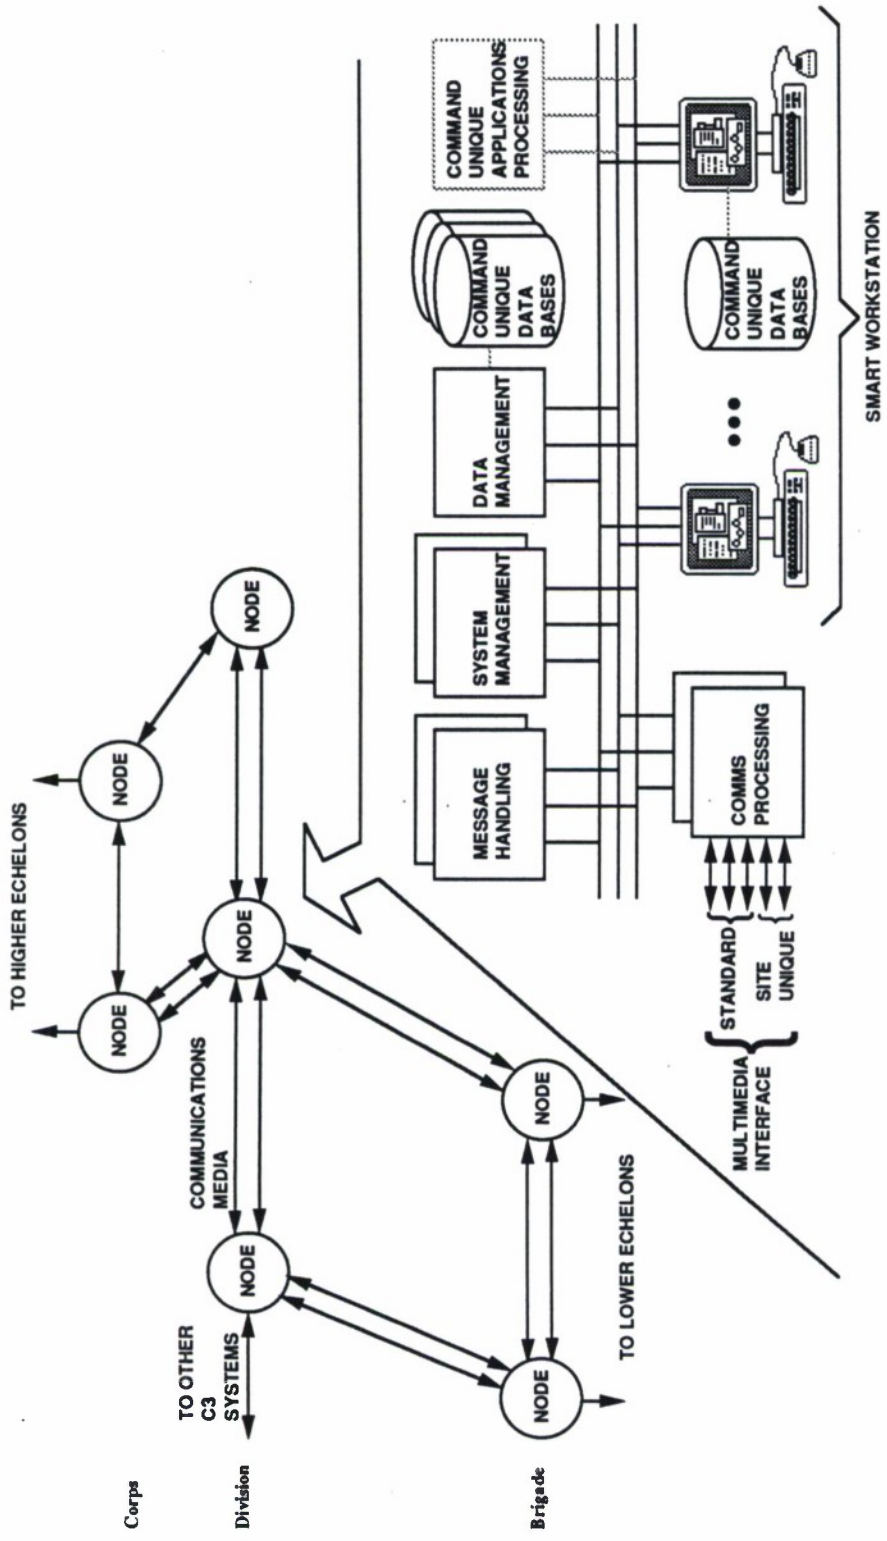 TO HIGHER ECHELONS
Corps
NODE
NODE
COMMUNICATIONS
MEDIA
TO OTHER
C3
SYSTEMS
Division
NODE
NODE
NODE
Brigade
NODE
NODE
TO LOWER ECHELONS
MESSAGE
HANDLING
SYSTEM
MANAGEMENT
DATA
MANAGEMENT
COMMAND
UNIQUE
DATA
BASES
COMMAND
UNIQUE
APPLICATIONS
PROCESSING
MULTIMEDIA
INTERFACE
STANDARD
SITE
UNIQUE
COMMS
PROCESSING
COMMAND
UNIQUE
DATA
BASES
SMART WORKSTATION